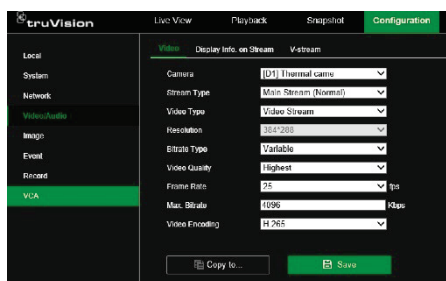 truVision
Live View Playback Snapshot Configuration
Local
System
Network
Video/Audio
Image
Event
Record
VCA
Video Display Info. on Stream V-stream
Camera [D1] Thermal came
Stream Type Main Stream (Normal)
Video Type Video Stream
Resolution 384*288
Bitrate Type Variable
Video Quality Highest
Frame Rate 25 fps
Max. Bitrate 4096 Kbps
Video Encoding H.265
Copy to... Save